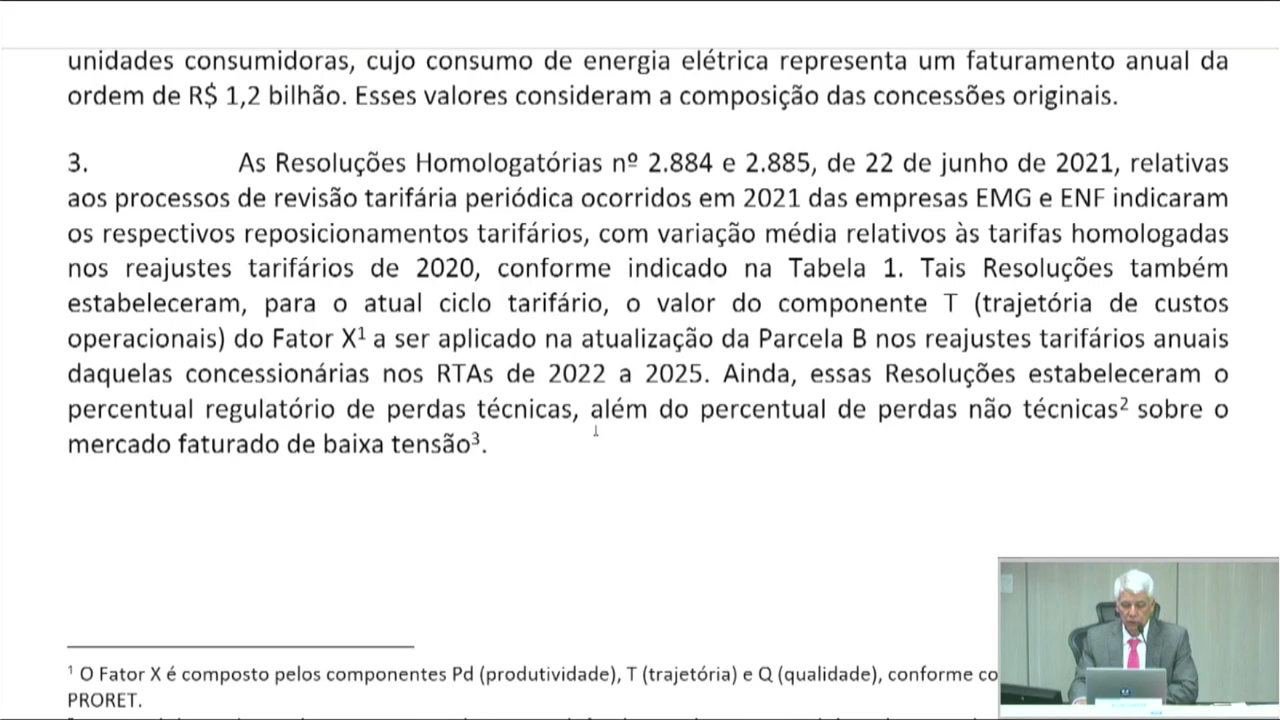 unidades consumidoras, cujo consumo de energia elétrica representa um faturamento anual da
ordem de R$ 1,2 bilhão. Esses valores consideram a composição das concessões originais.
3. As Resoluções Homologatórias nº 2.884 e 2.885, de 22 de junho de 2021, relativas
aos processos de revisão tarifária periódica ocorridos em 2021 das empresas EMG e ENF indicaram
os respectivos reposicionamentos tarifários, com variação média relativos às tarifas homologadas
nos reajustes tarifários de 2020, conforme indicado na Tabela 1. Tais Resoluções também
estabeleceram, para o atual ciclo tarifário, o valor do componente T (trajetória de custos
operacionais) do Fator X¹ a ser aplicado na atualização da Parcela B nos reajustes tarifários anuais
daquelas concessionárias nos RTAs de 2022 a 2025. Ainda, essas Resoluções estabeleceram o
percentual regulatório de perdas técnicas, além do percentual de perdas não técnicas² sobre o
mercado faturado de baixa tensão³.
¹ O Fator X é composto pelos componentes Pd (produtividade), T (trajetória) e Q (qualidade), conforme co
PRORET.